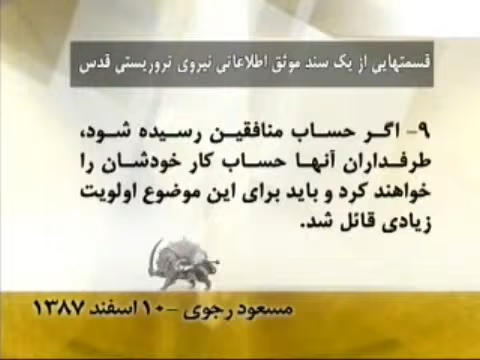 قسمتهایی از یک سند موثق اطلاعاتی نیروی تروریستی قدس
۹- اگر حساب منافقین رسیده شود،
طرفداران آنها حساب کار خودشان را
خواهند کرد و باید برای این موضوع اولویت
زیادی قائل شد.
مسعود رجوی -۱۰ اسفند ۱۳۸۷